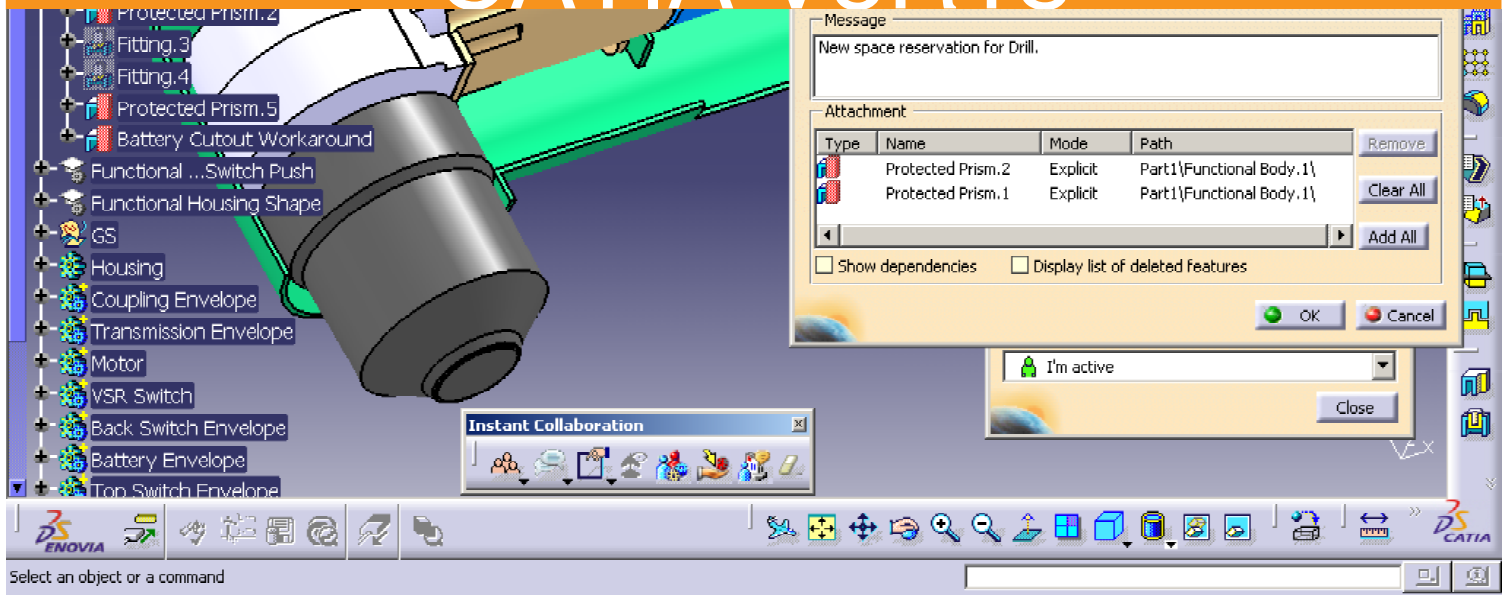 CATIA V5R18
Protected Prism.2
Fitting.3
Fitting.4
Protected Prism.5
Battery Cutout Workaround
Functional ...Switch Push
Functional Housing Shape
GS
Housing
Coupling Envelope
Transmission Envelope
Motor
VSR Switch
Back Switch Envelope
Battery Envelope
Top Switch Envelope
Message
New space reservation for Drill.
Attachment
Type Name Mode Path
Protected Prism.2 Explicit Part1\Functional Body.1\
Protected Prism.1 Explicit Part1\Functional Body.1\
Remove
Clear All
Add All
Show dependencies Display list of deleted features
OK Cancel
I'm active
Close
Instant Collaboration
x
DS ENOVIA
DS CATIA
Select an object or a command